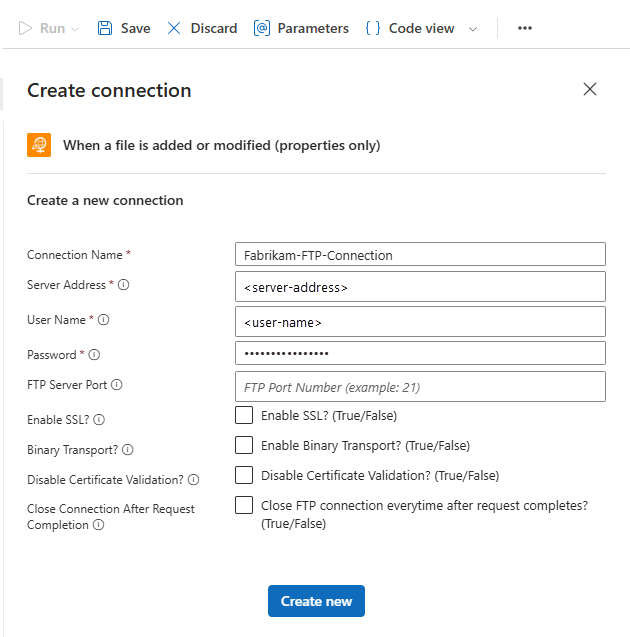 Run Save Discard Parameters { } Code view ...
Create connection
When a file is added or modified (properties only)
Create a new connection
Connection Name * Fabrikam-FTP-Connection
Server Address * <server-address>
User Name * <user-name>
Password * ••••••••••••••••
FTP Server Port FTP Port Number (example: 21)
Enable SSL? Enable SSL? (True/False)
Binary Transport? Enable Binary Transport? (True/False)
Disable Certificate Validation? Disable Certificate Validation? (True/False)
Close Connection After Request Close FTP connection everytime after request completes?
Completion (True/False)
Create new